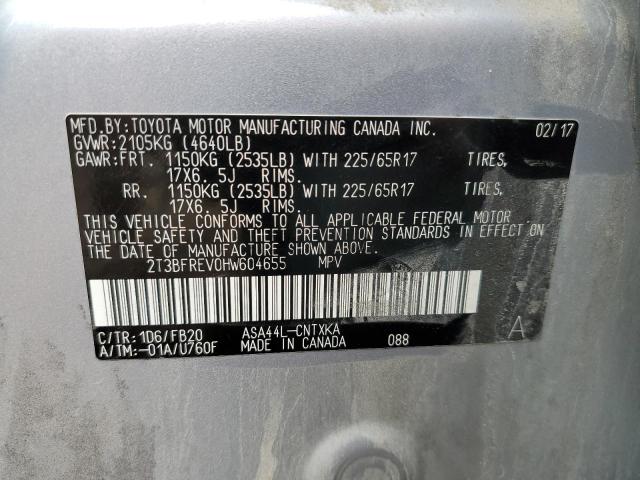 MFD.BY:TOYOTA MOTOR MANUFACTURING CANADA INC. 02/17
GVWR:2105KG (4640LB)
GAWR:FRT. 1150KG (2535LB) WITH 225/65R17 TIRES,
17X6. 5J RIMS.
RR. 1150KG (2535LB) WITH 225/65R17 TIRES,
17X6. 5J RIMS.
THIS VEHICLE CONFORMS TO ALL APPLICABLE FEDERAL MOTOR
VEHICLE SAFETY AND THEFT PREVENTION STANDARDS IN EFFECT ON
THE DATE OF MANUFACTURE SHOWN ABOVE.
2T3BFREV0HW604655 MPV
C/TR:1D6/FB20 ASA44L-CNTXKA A
A/TM:-01A/U760F MADE IN CANADA 088